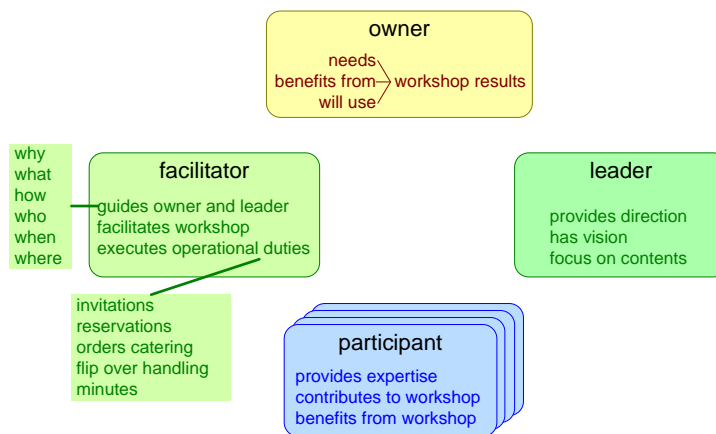 owner
needs
benefits from
will use
workshop results
why
what
how
who
when
where
facilitator
guides owner and leader
facilitates workshop
executes operational duties
leader
provides direction
has vision
focus on contents
invitations
reservations
orders catering
flip over handling
minutes
participant
provides expertise
contributes to workshop
benefits from workshop